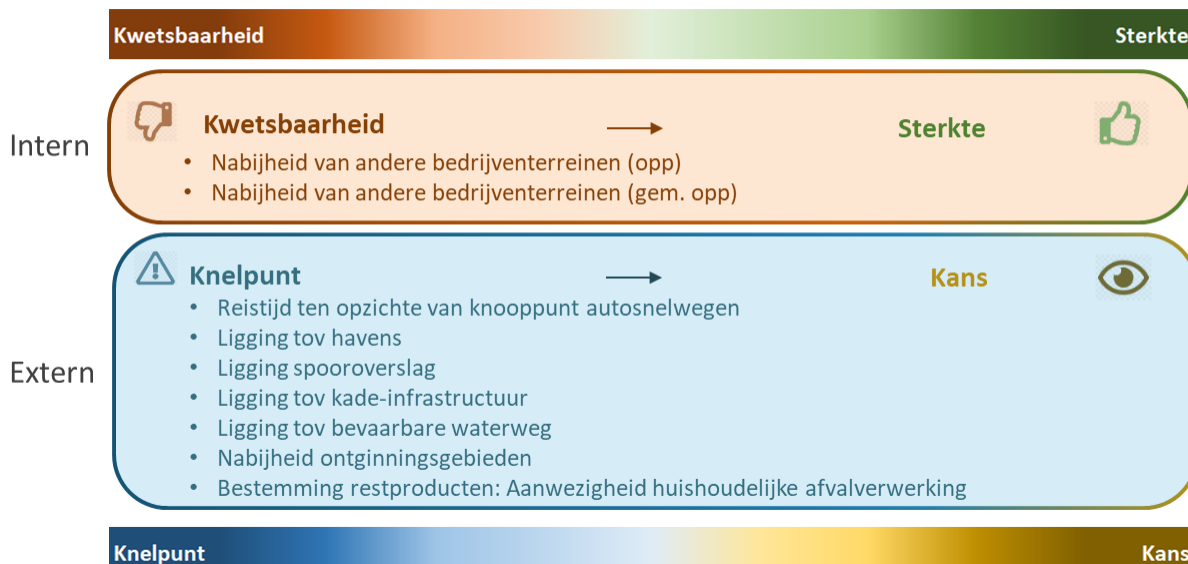 Kwetsbaarheid Sterkte
Intern
Kwetsbaarheid → Sterkte
• Nabijheid van andere bedrijventerreinen (opp)
• Nabijheid van andere bedrijventerreinen (gem. opp)
Extern
Knelpunt → Kans
• Reistijd ten opzichte van knooppunt autosnelwegen
• Ligging tov havens
• Ligging spooroverslag
• Ligging tov kade-infrastructuur
• Ligging tov bevaarbare waterweg
• Nabijheid ontginningsgebieden
• Bestemming restproducten: Aanwezigheid huishoudelijke afvalverwerking
Knelpunt Kans